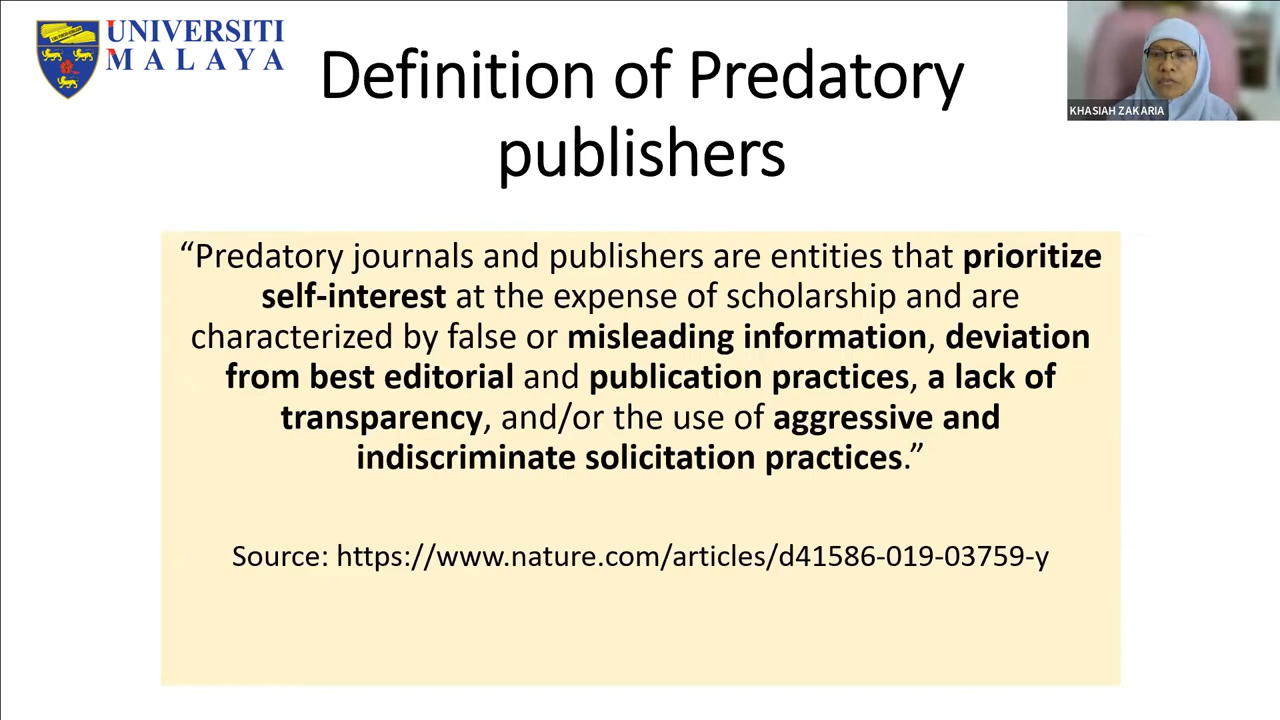 UNIVERSITI
MALAYA
Definition of Predatory
publishers
KHASIAH ZAKARIA
“Predatory journals and publishers are entities that prioritize
self-interest at the expense of scholarship and are
characterized by false or misleading information, deviation
from best editorial and publication practices, a lack of
transparency, and/or the use of aggressive and
indiscriminate solicitation practices.”
Source: https://www.nature.com/articles/d41586-019-03759-y